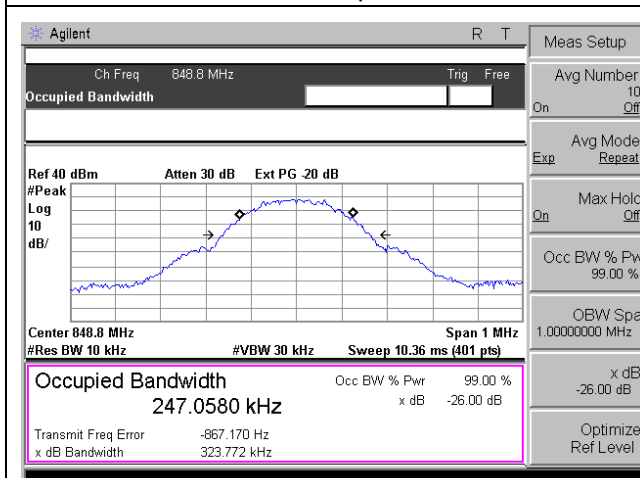 Agilent R T
Ch Freq 848.8 MHz Trig Free
Occupied Bandwidth
Ref 40 dBm Atten 30 dB Ext PG -20 dB
#Peak
Log
10
dB/
Center 848.8 MHz Span 1 MHz
#Res BW 10 kHz #VBW 30 kHz Sweep 10.36 ms (401 pts)
Occupied Bandwidth Occ BW % Pwr 99.00 %
247.0580 kHz x dB -26.00 dB
Transmit Freq Error -867.170 Hz
x dB Bandwidth 323.772 kHz
Meas Setup
Avg Number
10
On Off
Avg Mode
Exp Repeat
Max Hold
On Off
Occ BW % Pw
99.00 %
OBW Spa
1.00000000 MHz
x dB
-26.00 dB
Optimize
Ref Level